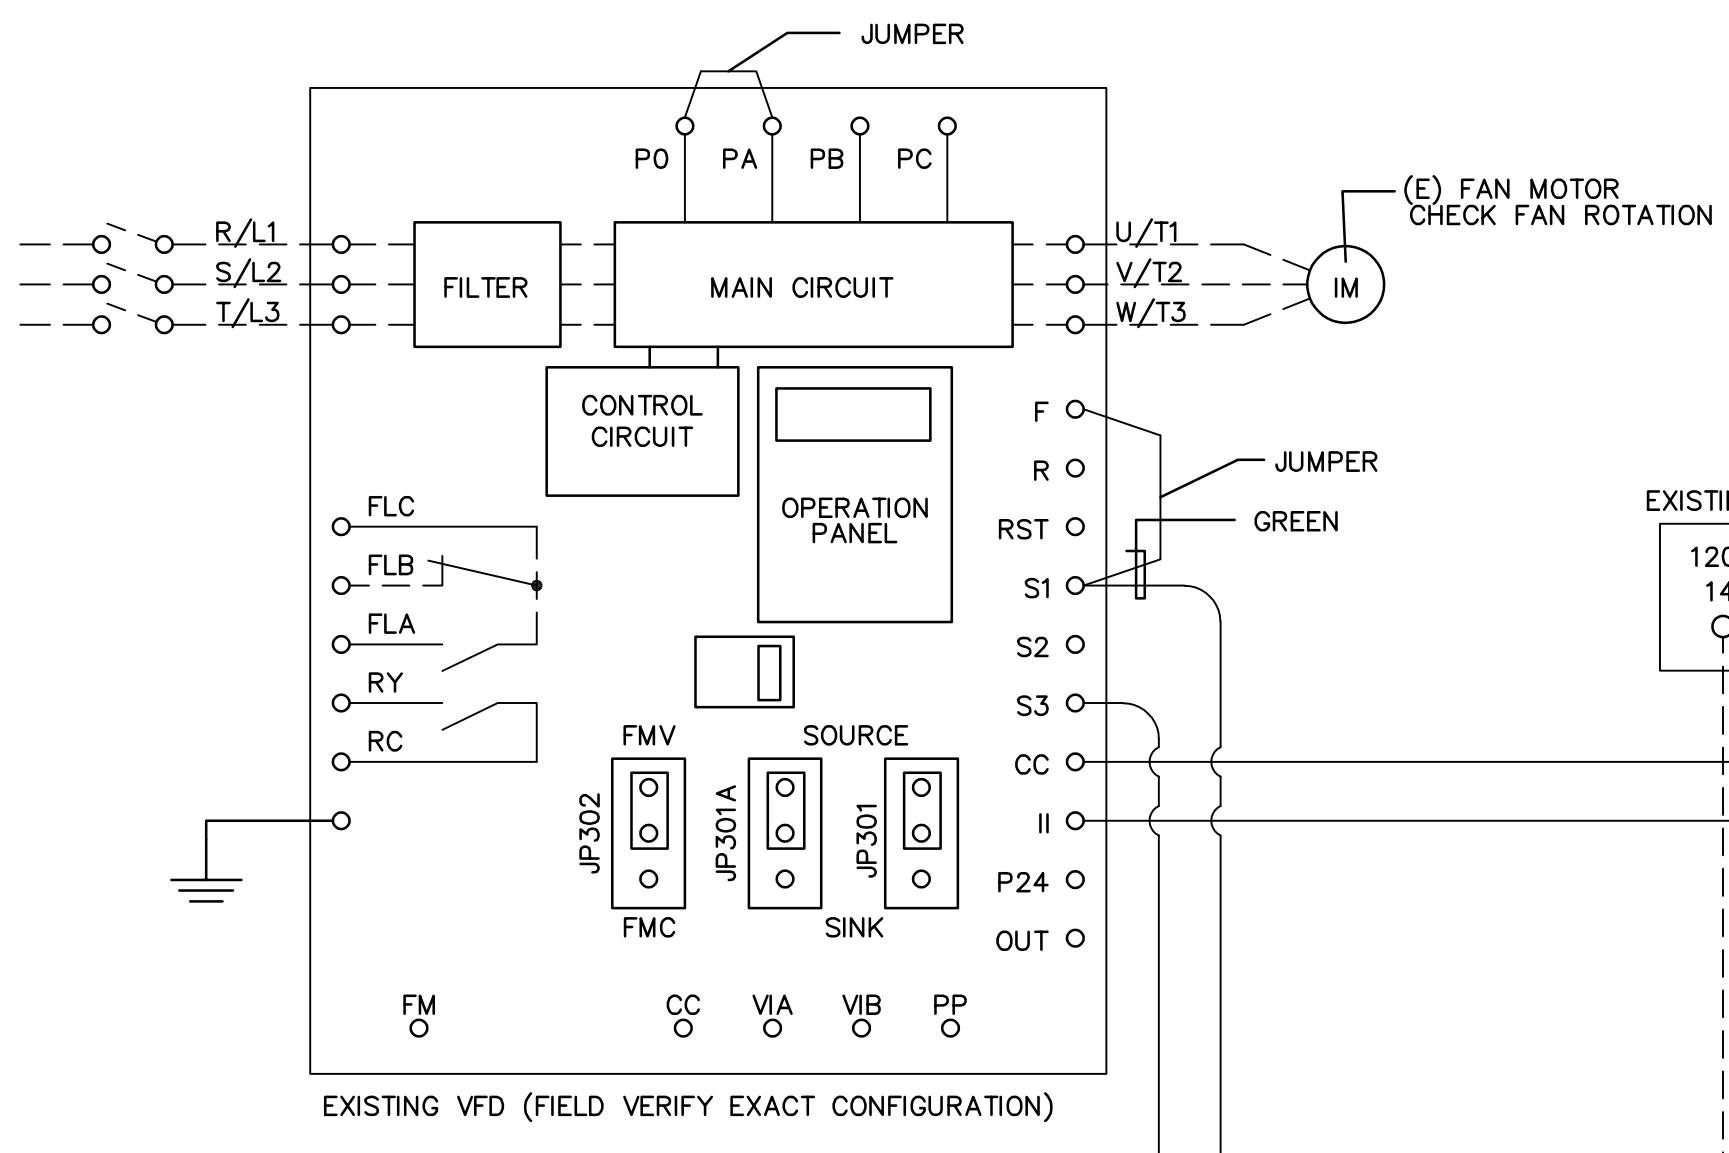 JUMPER
PO PA PB PC
(E) FAN MOTOR
CHECK FAN ROTATION
R/L1
S/L2
T/L3
FILTER
MAIN CIRCUIT
U/T1
V/T2
W/T3
IM
CONTROL
CIRCUIT
OPERATION
PANEL
F
R
RST
S1
S2
S3
CC
II
P24
OUT
JUMPER
GREEN
EXISTI
120
14
FLC
FLB
FLA
RY
RC
FMV
SOURCE
JP302
JP301A
JP301
FMC
SINK
FM CC VIA VIB PP
EXISTING VFD (FIELD VERIFY EXACT CONFIGURATION)